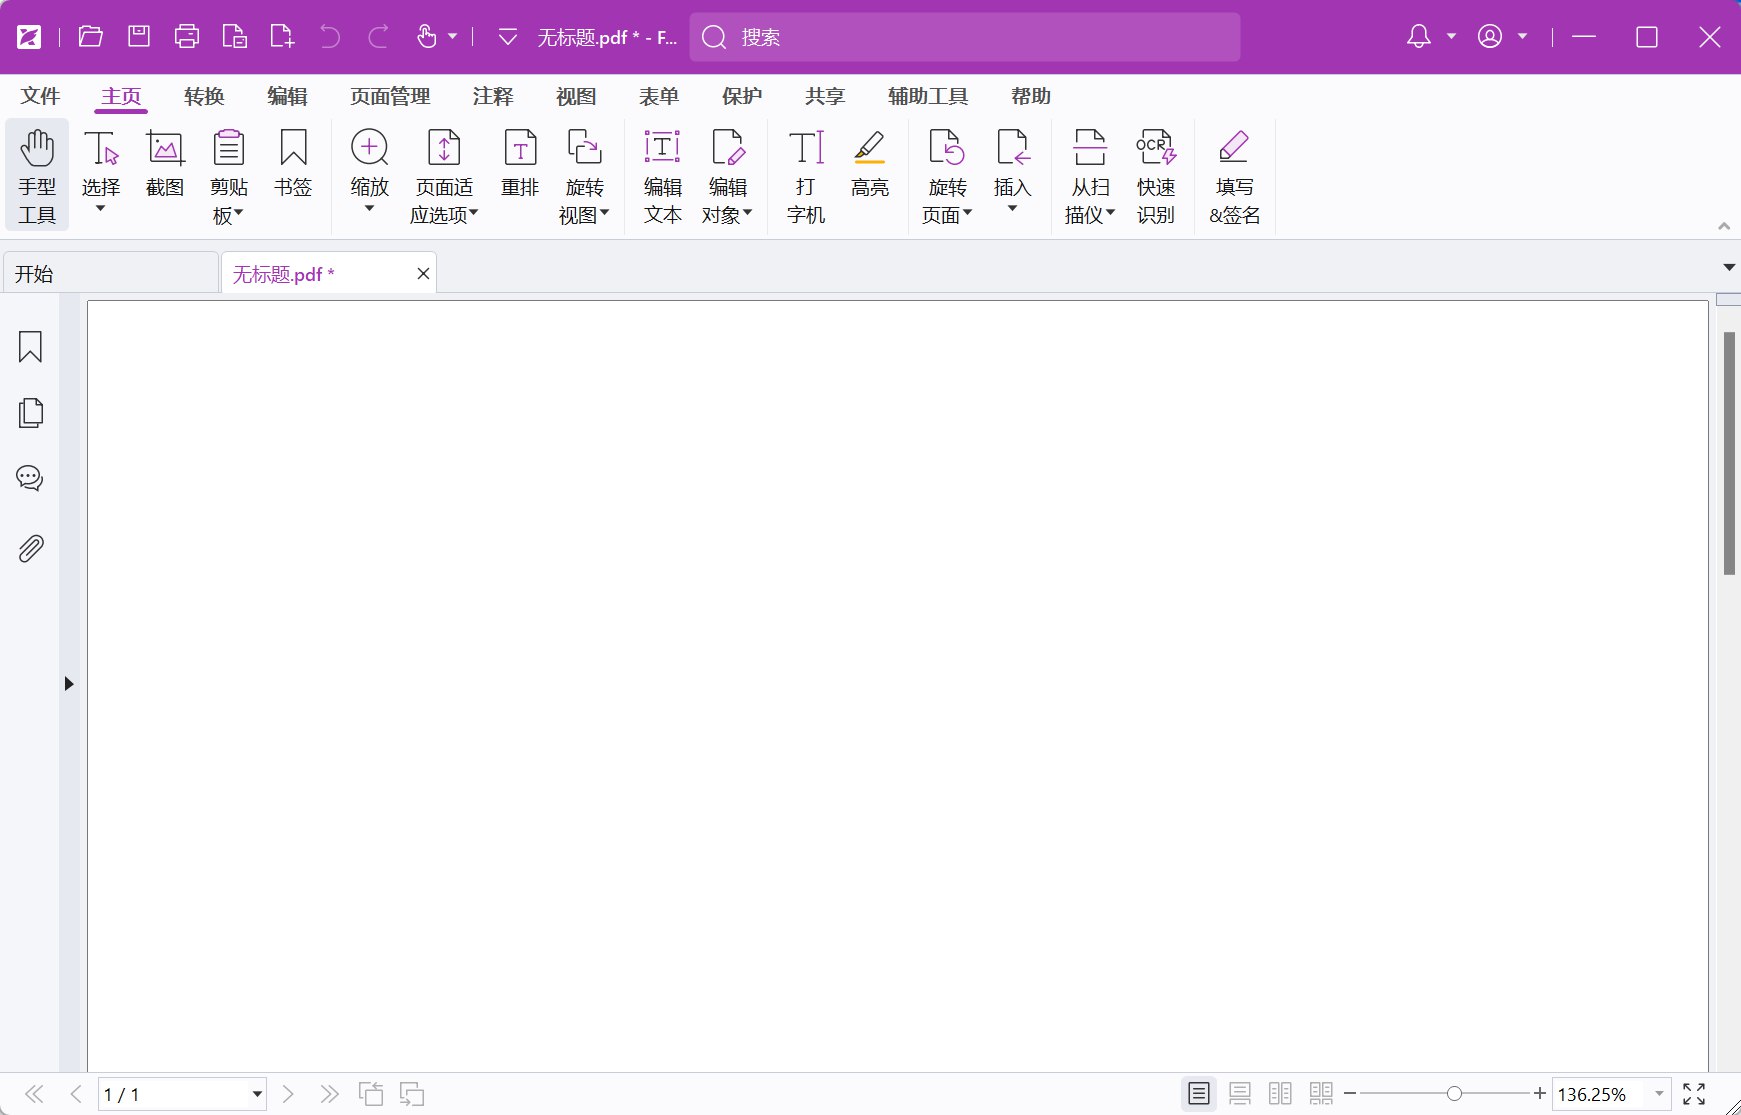 无标题.pdf * - F...
搜索
文件 主页 转换 编辑 页面管理 注释 视图 表单 保护 共享 辅助工具 帮助
手型工具 选择 截图 剪贴板 书签 缩放 页面适应选项 重排 旋转视图 编辑文本 编辑对象 打字机 高亮 旋转页面 插入 从扫描仪 OCR 快速识别 填写&签名
开始
无标题.pdf *
1 / 1
136.25%